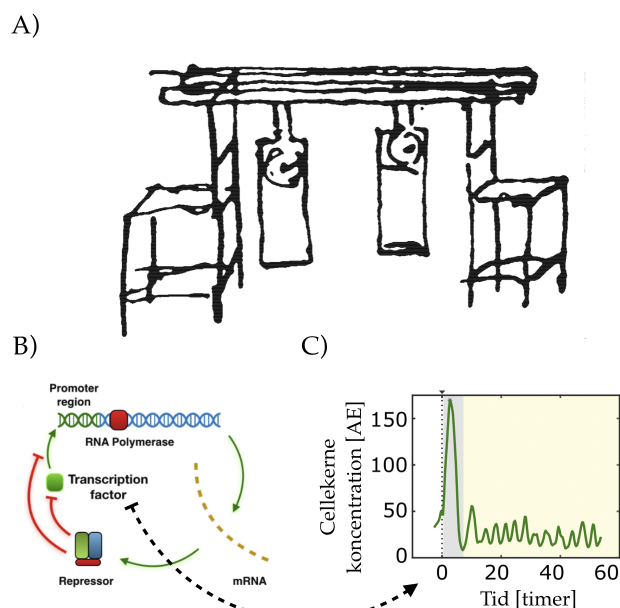 A)
B)
C)
Promoter
region
RNA Polymerase
Transcription
factor
Repressor
mRNA
Cellekerne
koncentration [AE]
150
100
50
0
0
20
40
60
Tid [timer]